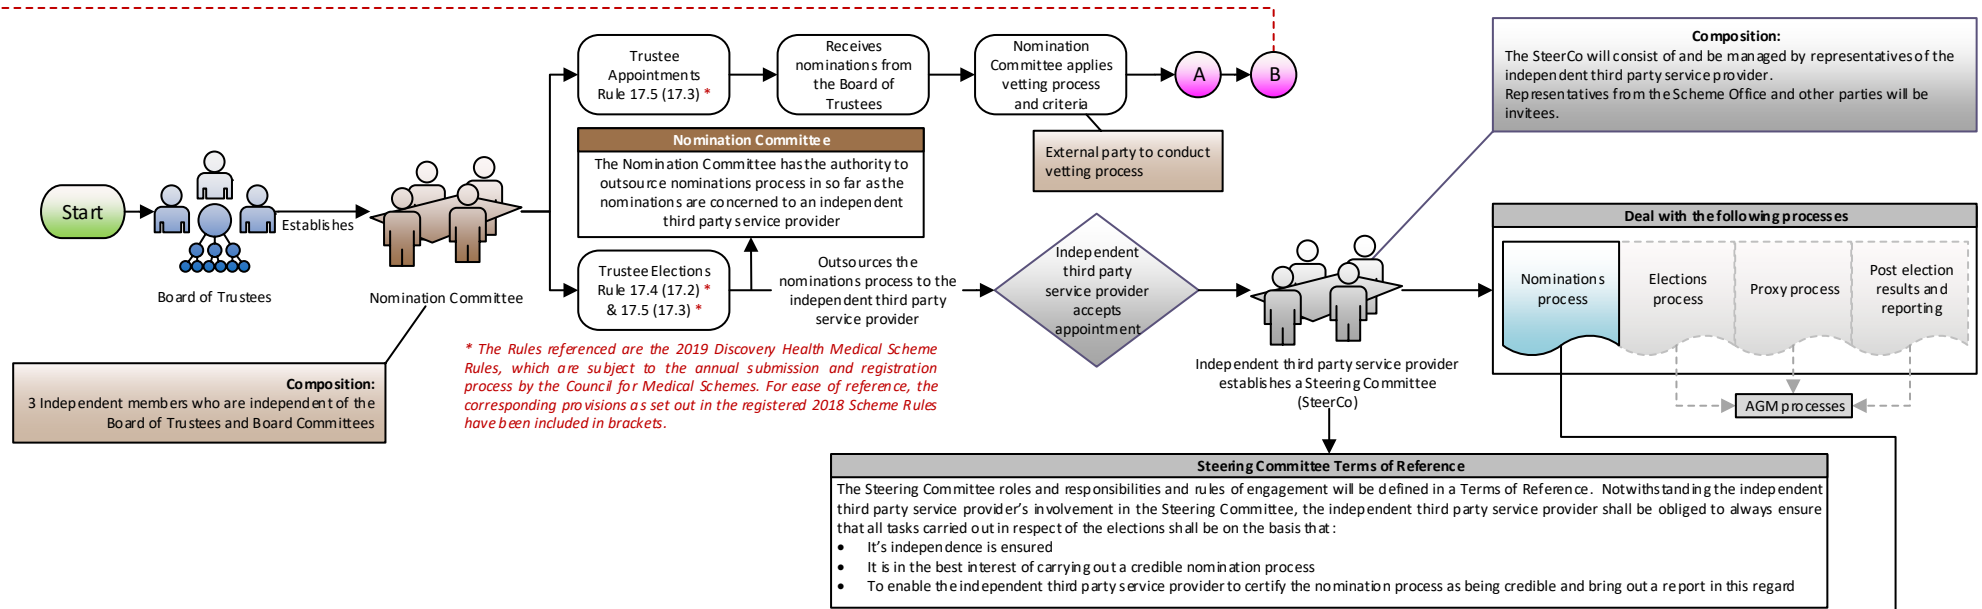 Start
Board of Trustees
Establishes
Nomination Committee
Composition:
3 Independent members who are independent of the
Board of Trustees and Board Committees
Trustee
Appointments
Rule 17.5 (17.3) *
Receives
nominations from
the Board of
Trustees
Nomination
Committee applies
vetting process
and criteria
A
B
External party to conduct
vetting process
Nomination Committee
The Nomination Committee has the authority to
outsource nominations process in so far as the
nominations are concerned to an independent
third party service provider
Trustee Elections
Rule 17.4 (17.2) *
& 17.5 (17.3) *
Outsources the
nominations process to the
independent third party
service provider
* The Rules referenced are the 2019 Discovery Health Medical Scheme
Rules, which are subject to the annual submission and registration
process by the Council for Medical Schemes. For ease of reference, the
corresponding provisions as set out in the registered 2018 Scheme Rules
have been included in brackets.
Independent
third party
service provider
accepts
appointment
Independent third party service provider
establishes a Steering Committee
(SteerCo)
Composition:
The SteerCo will consist of and be managed by representatives of the
independent third party service provider.
Representatives from the Scheme Office and other parties will be
invitees.
Deal with the following processes
Nominations
process
Elections
process
Proxy process
Post election
results and
reporting
AGM processes
Steering Committee Terms of Reference
The Steering Committee roles and responsibilities and rules of engagement will be defined in a Terms of Reference. Notwithstanding the independent
third party service provider's involvement in the Steering Committee, the independent third party service provider shall be obliged to always ensure
that all tasks carried out in respect of the elections shall be on the basis that:
• It's independence is ensured
• It is in the best interest of carrying out a credible nomination process
• To enable the independent third party service provider to certify the nomination process as being credible and bring out a report in this regard